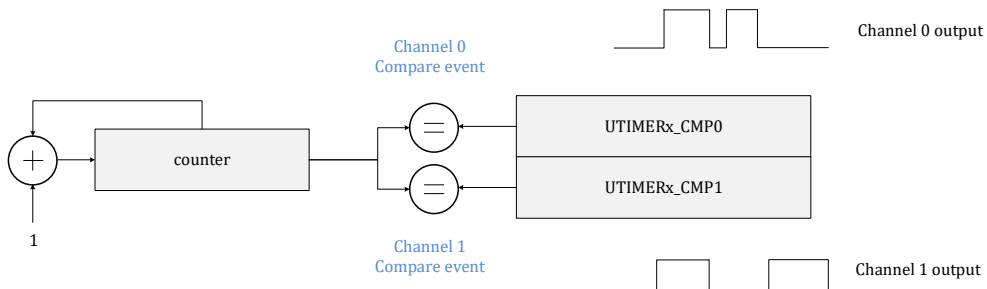 Channel 0
Compare event
Channel 0 output
+
counter
=
UTIMERx_CMP0
=
UTIMERx_CMP1
1
Channel 1
Compare event
Channel 1 output